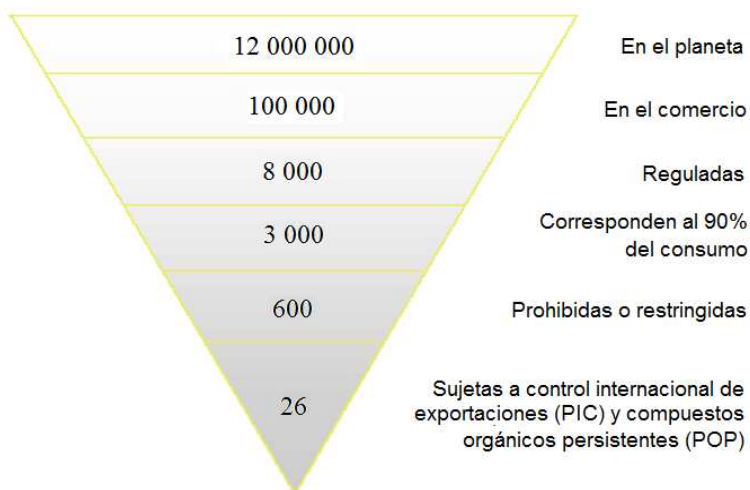 12 000 000
En el planeta
100 000
En el comercio
8 000
Reguladas
3 000
Corresponden al 90%
del consumo
600
Prohibidas o restringidas
26
Sujetas a control internacional de
exportaciones (PIC) y compuestos
orgánicos persistentes (POP)